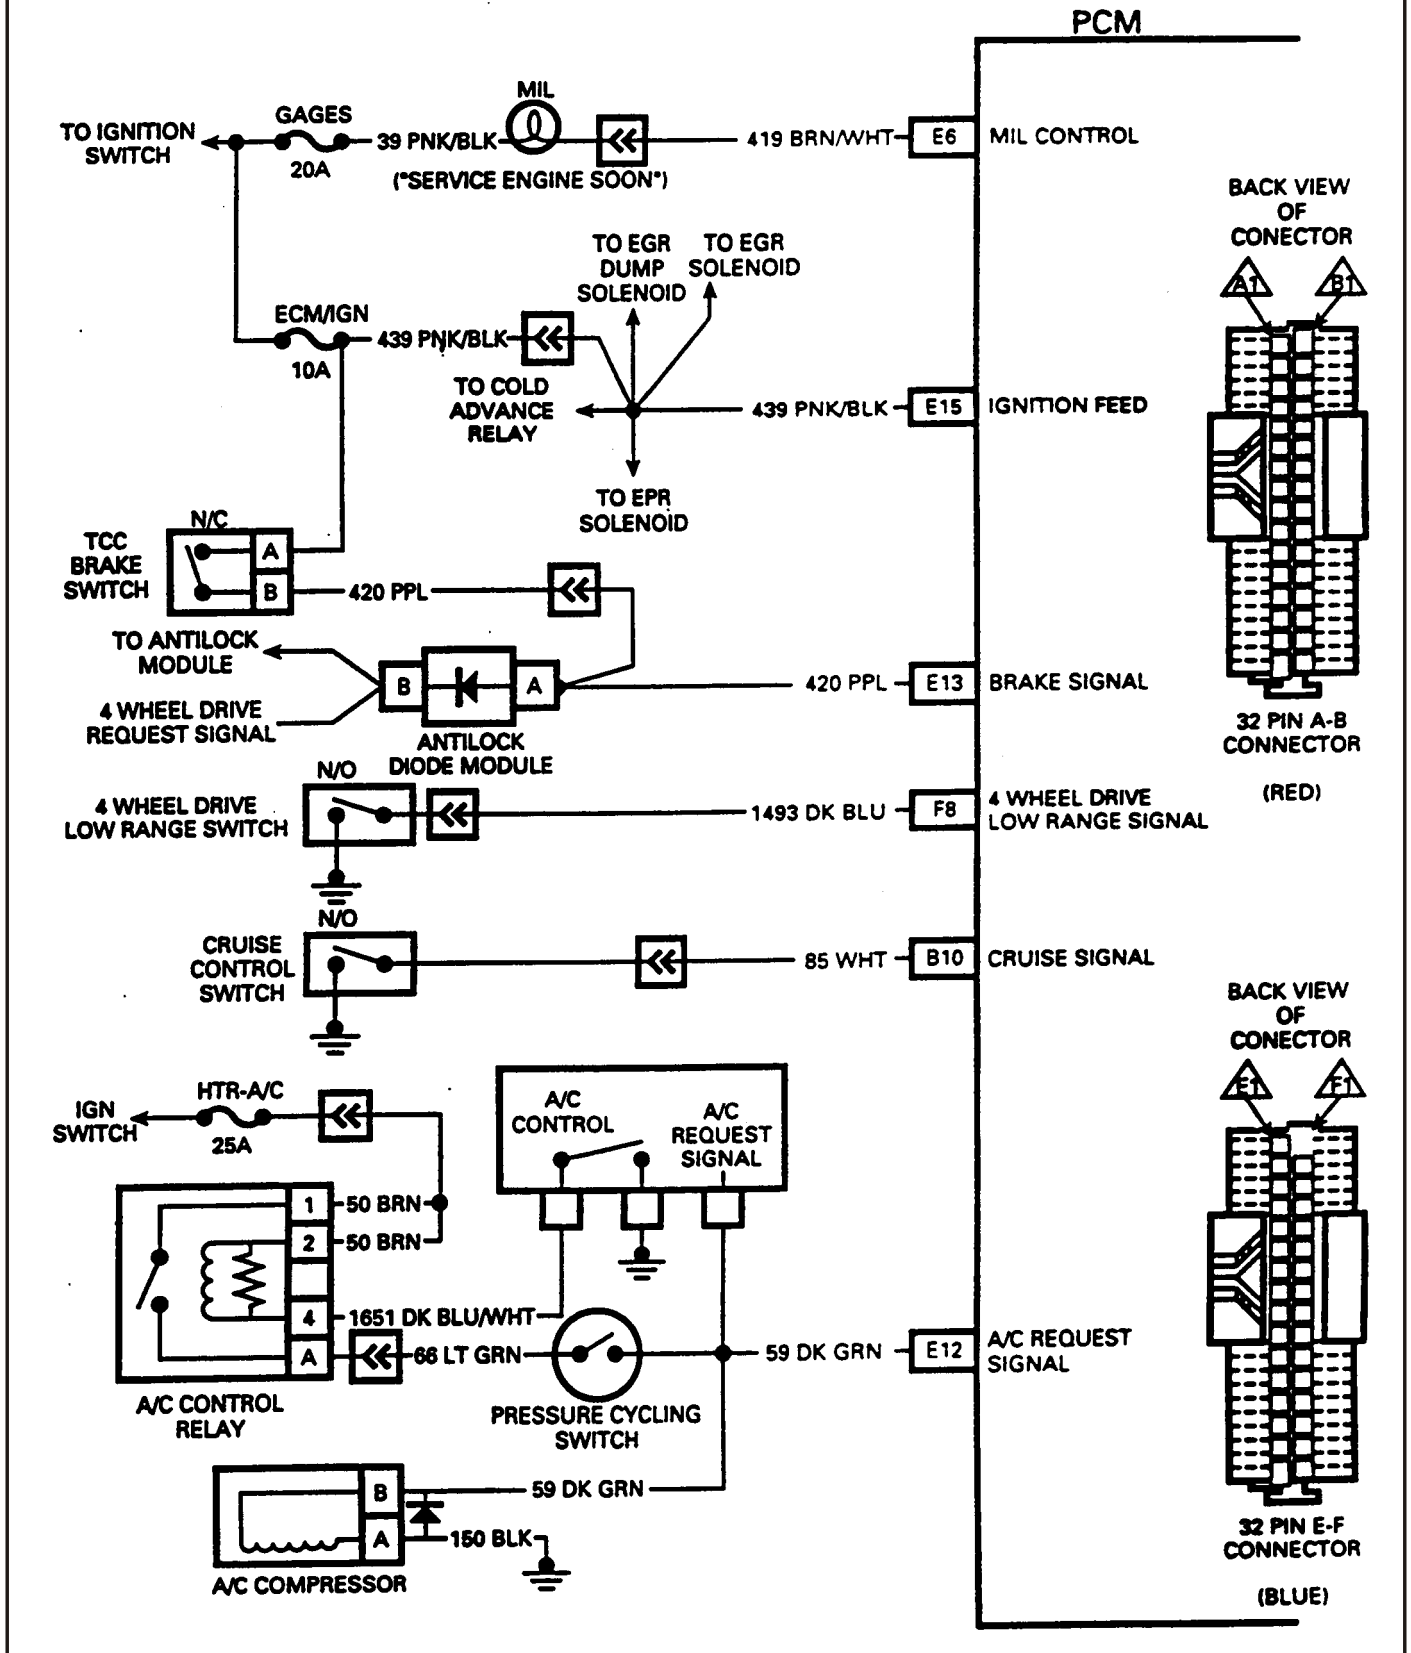 PCM
MIL
GAGES
TO IGNITION
SWITCH
39 PNK/BLK
20A
("SERVICE ENGINE SOON")
419 BRN/WHT
E6
MIL CONTROL
BACK VIEW
OF
CONECTOR
A1
B1
TO EGR
DUMP
SOLENOID
TO EGR
SOLENOID
ECM/IGN
439 PNK/BLK
10A
TO COLD
ADVANCE
RELAY
439 PNK/BLK
E15
IGNITION FEED
TO EPR
SOLENOID
N/C
TCC
BRAKE
SWITCH
A
B
420 PPL
TO ANTILOCK
MODULE
B
A
420 PPL
E13
BRAKE SIGNAL
4 WHEEL DRIVE
REQUEST SIGNAL
ANTILOCK
DIODE MODULE
32 PIN A-B
CONNECTOR
(RED)
N/O
4 WHEEL DRIVE
LOW RANGE SWITCH
1493 DK BLU
F8
4 WHEEL DRIVE
LOW RANGE SIGNAL
N/O
CRUISE
CONTROL
SWITCH
85 WHT
B10
CRUISE SIGNAL
BACK VIEW
OF
CONECTOR
E1
F1
HTR-A/C
IGN
SWITCH
25A
A/C
CONTROL
A/C
REQUEST
SIGNAL
1
50 BRN
2
50 BRN
4
1651 DK BLU/WHT
A
66 LT GRN
59 DK GRN
E12
A/C REQUEST
SIGNAL
A/C CONTROL
RELAY
PRESSURE CYCLING
SWITCH
B
59 DK GRN
A
150 BLK
A/C COMPRESSOR
32 PIN E-F
CONNECTOR
(BLUE)